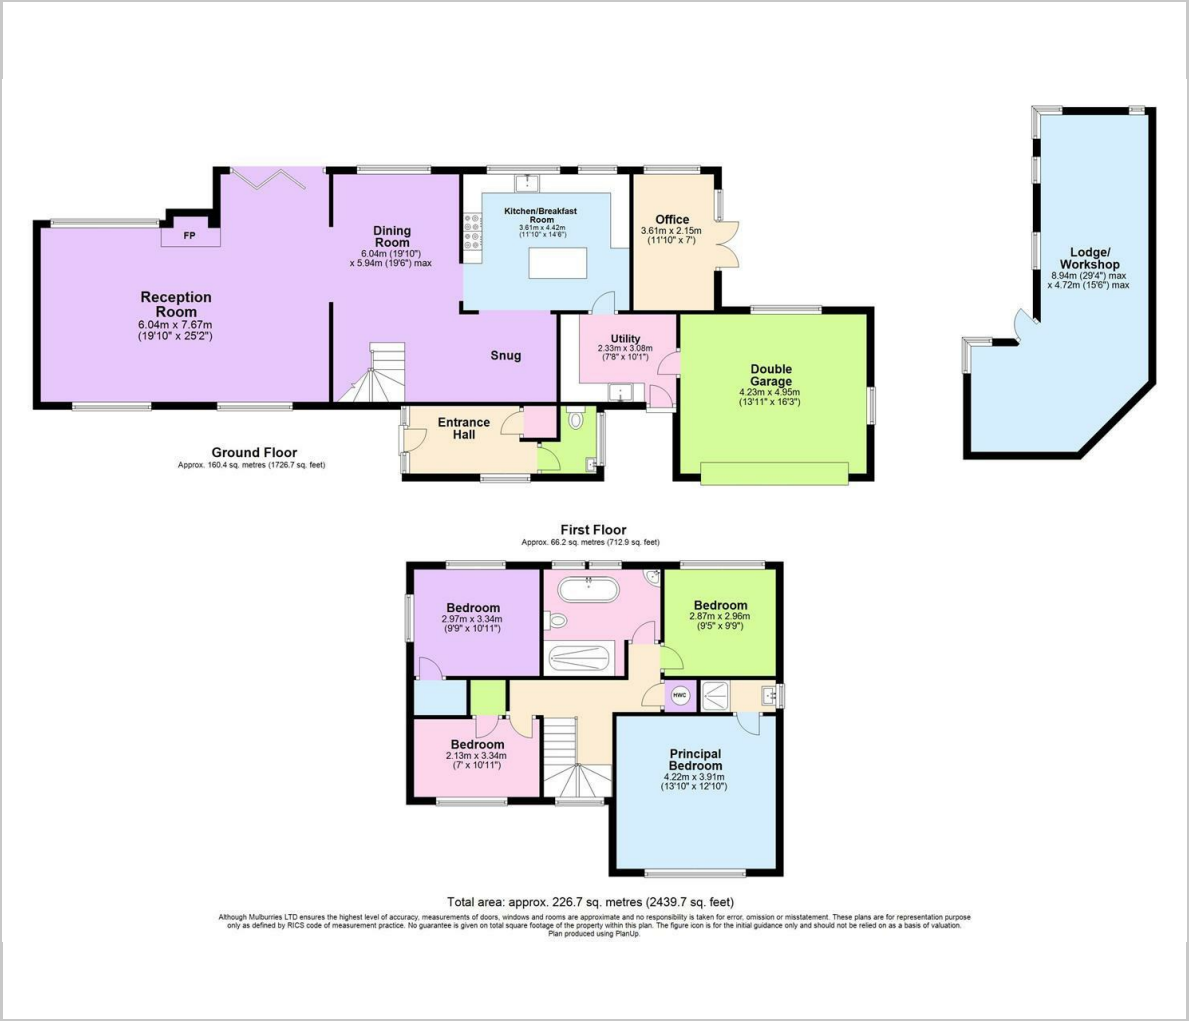 FP
Reception
Room
6.04m x 7.67m
(19'10" x 25'2")
Dining
Room
6.04m (19'10")
x 5.94m (19'6") max
Kitchen/Breakfast
Room
3.61m x 4.42m
(11'10" x 14'6")
Office
3.61m x 2.15m
(11'10" x 7')
Snug
Utility
2.33m x 3.08m
(7'8" x 10'1")
Double
Garage
4.23m x 4.95m
(13'11" x 16'3")
Lodge/
Workshop
8.94m (29'4") max
x 4.72m (15'6") max
Entrance
Hall
Ground Floor
Approx. 160.4 sq. metres (1726.7 sq. feet)
First Floor
Approx. 66.2 sq. metres (712.9 sq. feet)
Bedroom
2.97m x 3.34m
(9'9" x 10'11")
Bedroom
2.87m x 2.96m
(9'5" x 9'9")
HWC
Bedroom
2.13m x 3.34m
(7' x 10'11")
Principal
Bedroom
4.22m x 3.91m
(13'10" x 12'10")
Total area: approx. 226.7 sq. metres (2439.7 sq. feet)
Although Mulburries LTD ensures the highest level of accuracy, measurements of doors, windows and rooms are approximate and no responsibility is taken for error, omission or misstatement. These plans are for representation purpose
only as defined by RICS code of measurement practice. No guarantee is given on total square footage of the property within this plan. The figure icon is for the initial guidance only and should not be relied on as a basis of valuation.
Plan produced using PlanUp.